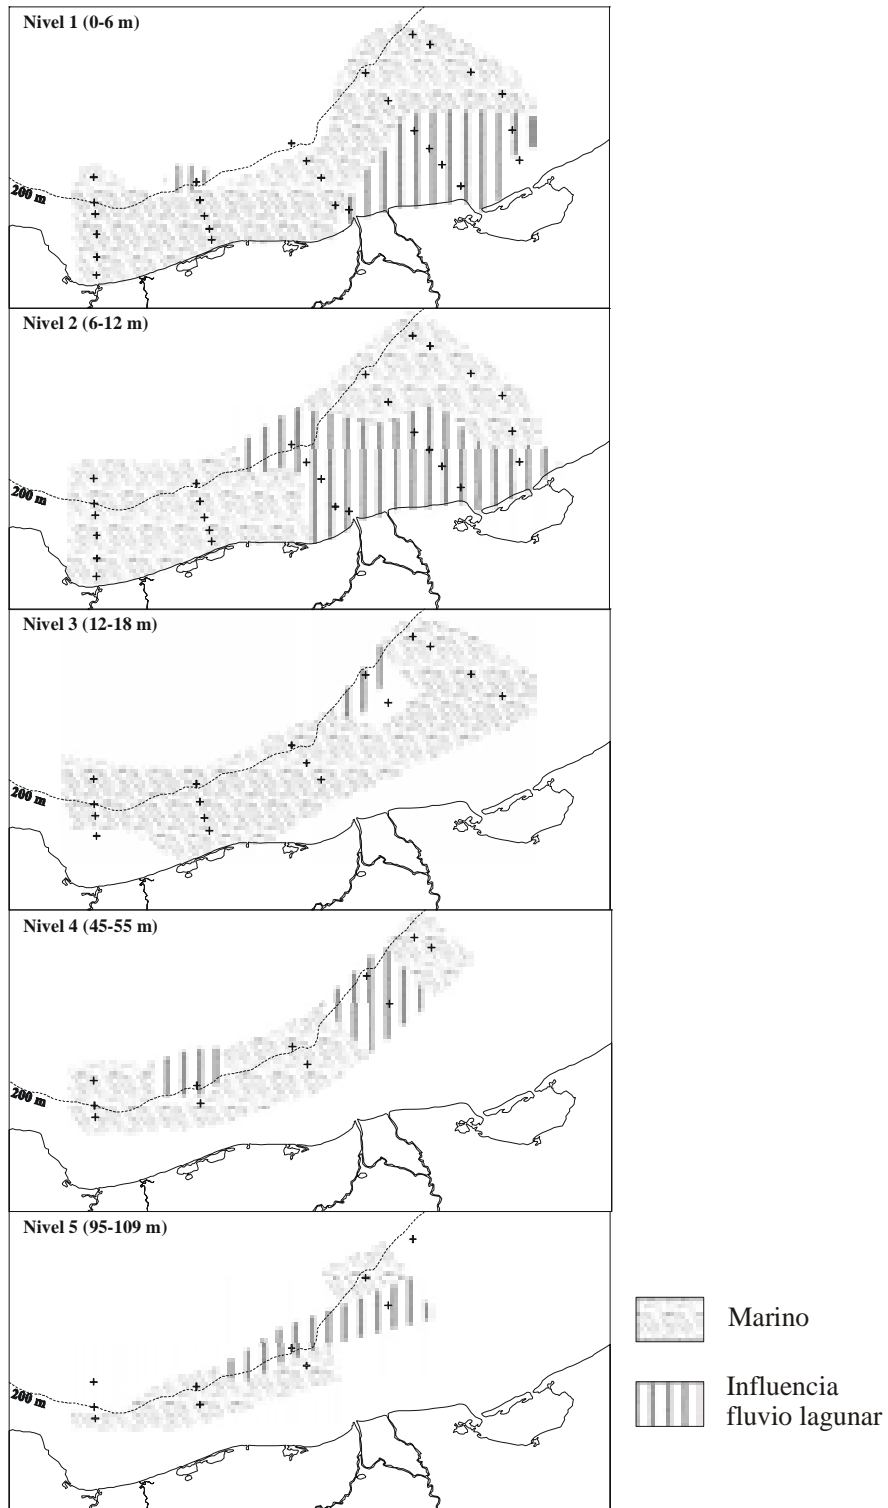 Nivel 1 (0-6 m)
200 m
Nivel 2 (6-12 m)
200 m
Nivel 3 (12-18 m)
200 m
Nivel 4 (45-55 m)
200 m
Nivel 5 (95-109 m)
200 m
Marino
Influencia
fluvio lagunar